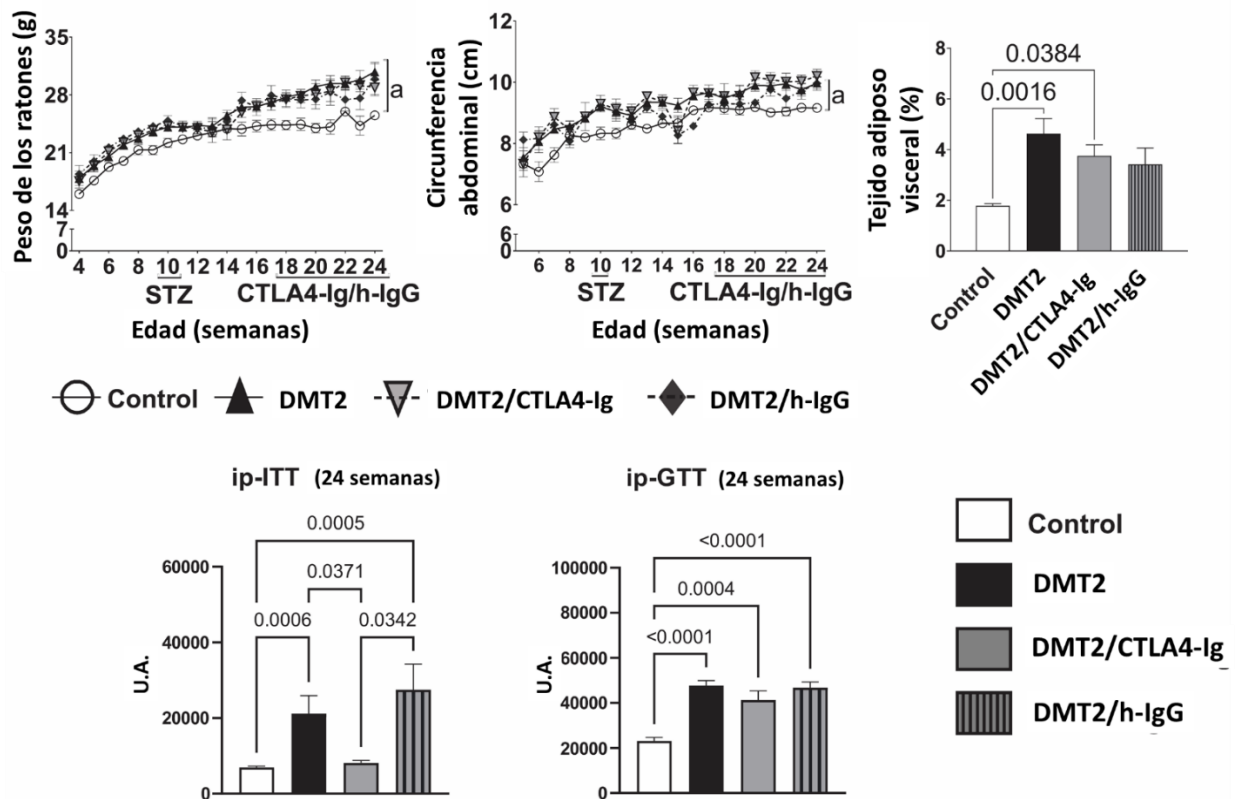 Peso de los ratones (g)
35
28
21
14
7
0
a
4 6 8 10 12 14 16 18 20 22 24
STZ CTLA4-Ig/h-IgG
Edad (semanas)
Circunferencia
abdominal (cm)
12
10
8
6
6
0
a
6 8 10 12 14 16 18 20 22 24
STZ CTLA4-Ig/h-IgG
Edad (semanas)
Tejido adiposo
visceral (%)
8
6
4
2
0
0.0384
0.0016
Control
DMT2
DMT2/CTLA4-Ig
DMT2/h-IgG
Control DMT2 DMT2/CTLA4-Ig DMT2/h-IgG
ip-ITT (24 semanas)
U.A.
60000
40000
20000
0
0.0005
0.0371
0.0006
0.0342
ip-GTT (24 semanas)
U.A.
100000
80000
60000
40000
20000
0
<0.0001
0.0004
<0.0001
Control
DMT2
DMT2/CTLA4-Ig
DMT2/h-IgG